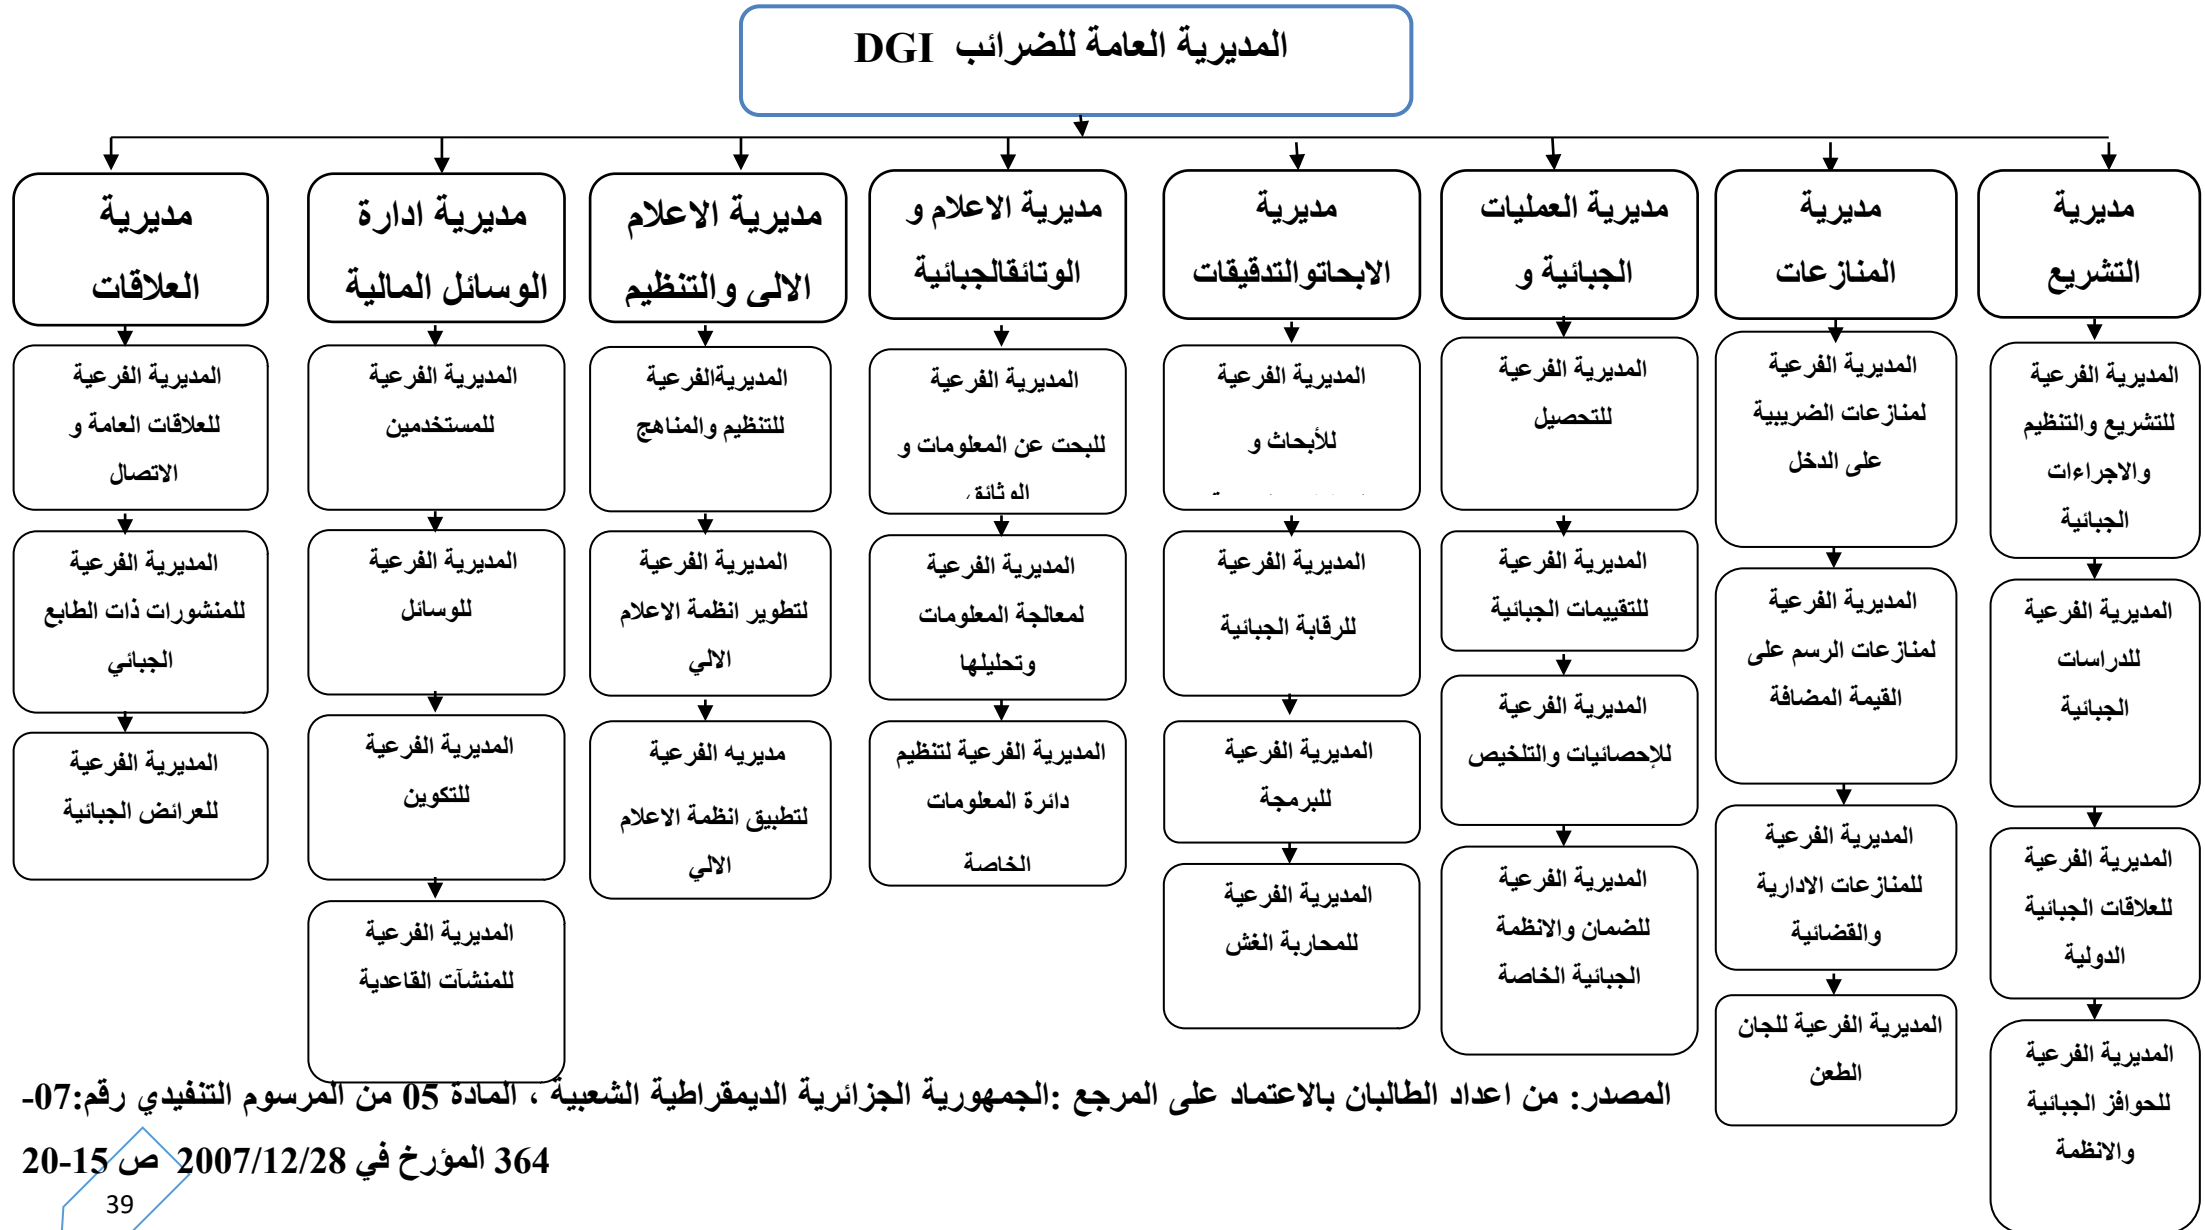 المديرية العامة للضرائب DGI
مديرية
التشريع
مديرية
المنازعات
مديرية العمليات
الجبائية و
مديرية
الابحاتوالتدقيقات
مديرية الاعلام و
الوتائقالجبائية
مديرية الاعلام
الالى والتنظيم
مديرية ادارة
الوسائل المالية
مديرية
العلاقات
المديرية الفرعية
للتشريع والتنظيم
والاجراءات
الجبائية
المديرية الفرعية
للدراسات
الجبائية
المديرية الفرعية
للعلاقات الجبائية
الدولية
المديرية الفرعية
للحوافز الجبائية
والانظمة
المديرية الفرعية
لمنازعات الضريبية
على الدخل
المديرية الفرعية
لمنازعات الرسم على
القيمة المضافة
المديرية الفرعية
للمنازعات الادارية
والقضائية
المديرية الفرعية للجان
الطعن
المديرية الفرعية
للتحصيل
المديرية الفرعية
للتقييمات الجبائية
المديرية الفرعية
للإحصائيات والتلخيص
المديرية الفرعية
للضمان والانظمة
الجبائية الخاصة
المديرية الفرعية
للأبحاث و
المديرية الفرعية
للرقابة الجبائية
المديرية الفرعية
للبرمجة
المديرية الفرعية
للمحاربة الغش
المديرية الفرعية
للبحت عن المعلومات و
الوثائق
المديرية الفرعية
لمعالجة المعلومات
وتحليلها
المديرية الفرعية لتنظيم
دائرة المعلومات
الخاصة
المديريةالفرعية
للتنظيم والمناهج
المديرية الفرعية
لتطوير انظمة الاعلام
الالي
مديريه الفرعية
لتطبيق انظمة الاعلام
الالي
المديرية الفرعية
للمستخدمين
المديرية الفرعية
للوسائل
المديرية الفرعية
للتكوين
المديرية الفرعية
للمنشآت القاعدية
المديرية الفرعية
للعلاقات العامة و
الاتصال
المديرية الفرعية
للمنشورات ذات الطابع
الجبائي
المديرية الفرعية
للعرائض الجبائية
المصدر: من اعداد الطالبان بالاعتماد على المرجع :الجمهورية الجزائرية الديمقراطية الشعبية ، المادة 05 من المرسوم التنفيدي رقم:07-
364 المؤرخ في 2007/12/28 ص 15-20
39